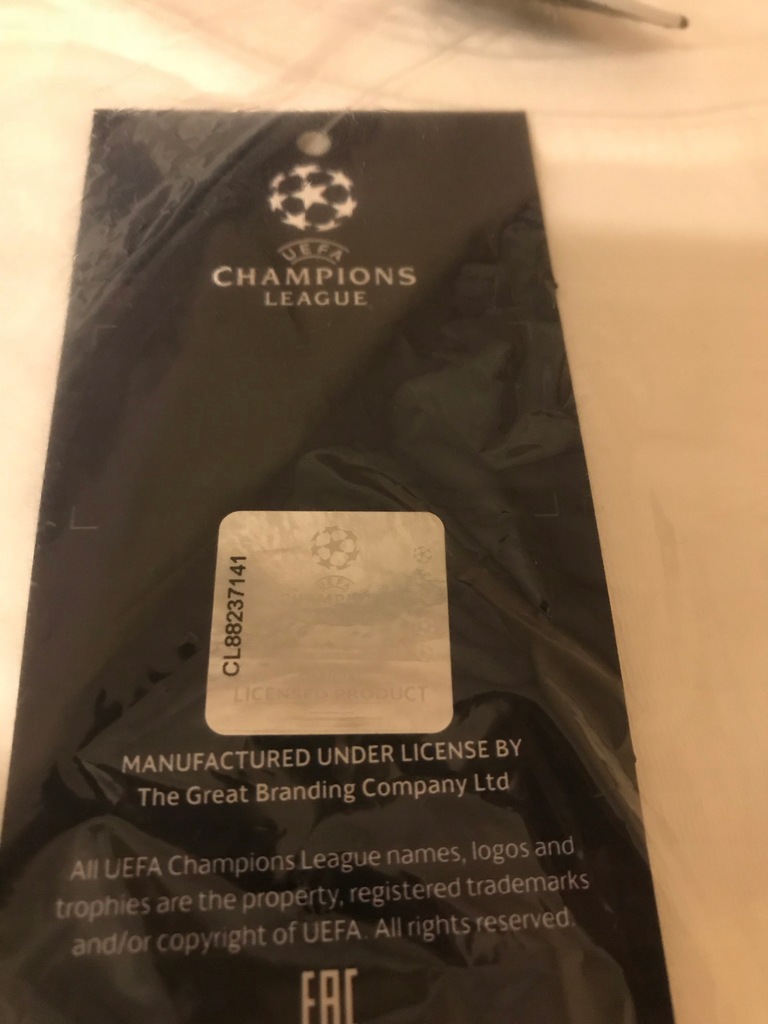 UEFA
CHAMPIONS
LEAGUE
CL88237141
LICENSED PRODUCT
MANUFACTURED UNDER LICENSE BY
The Great Branding Company Ltd
All UEFA Champions League names, logos and
trophies are the property, registered trademarks
and/or copyright of UEFA. All rights reserved.
EAC